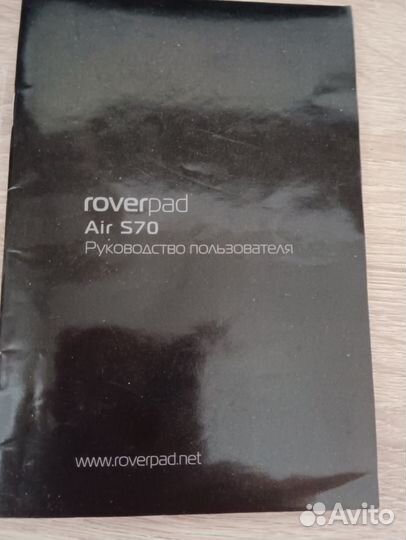 roverpad
Air S70
Руководство пользователя
www.roverpad.net
Avito